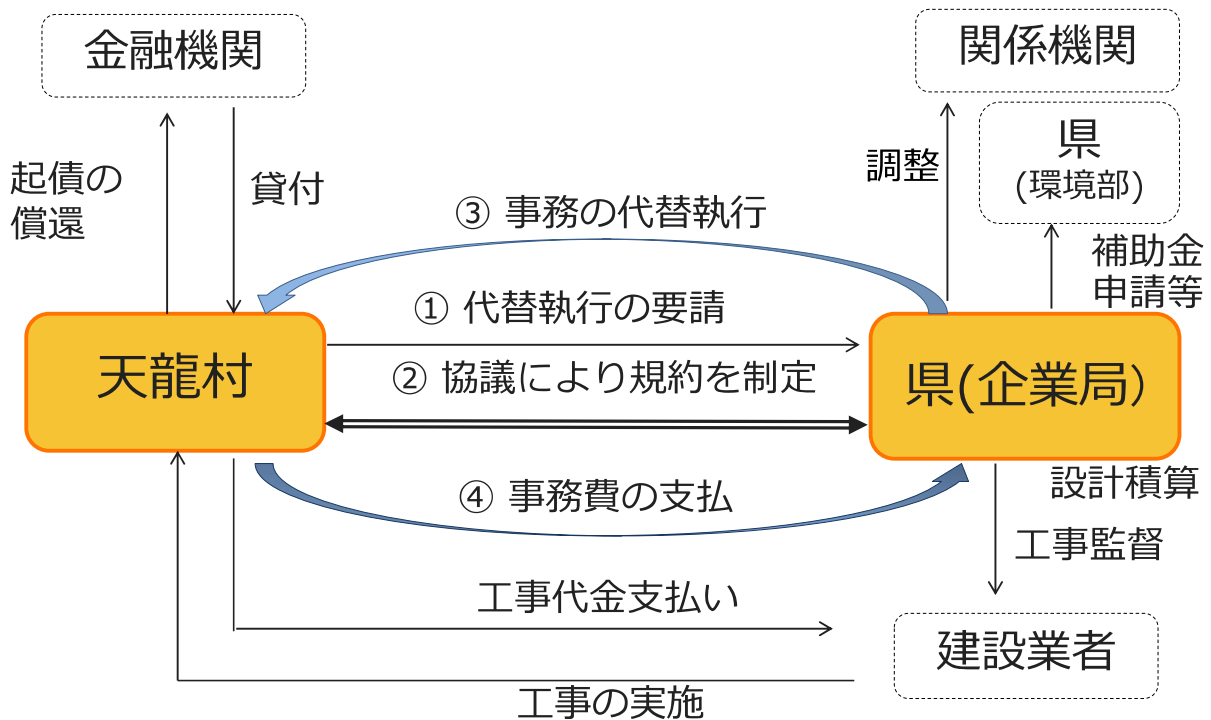 金融機関
関係機関
県
(環境部)
調整
起債の
償還
貸付
③ 事務の代替執行
補助金
申請等
① 代替執行の要請
天龍村
② 協議により規約を制定
県(企業局)
④ 事務費の支払
設計積算
工事監督
工事代金支払い
建設業者
工事の実施